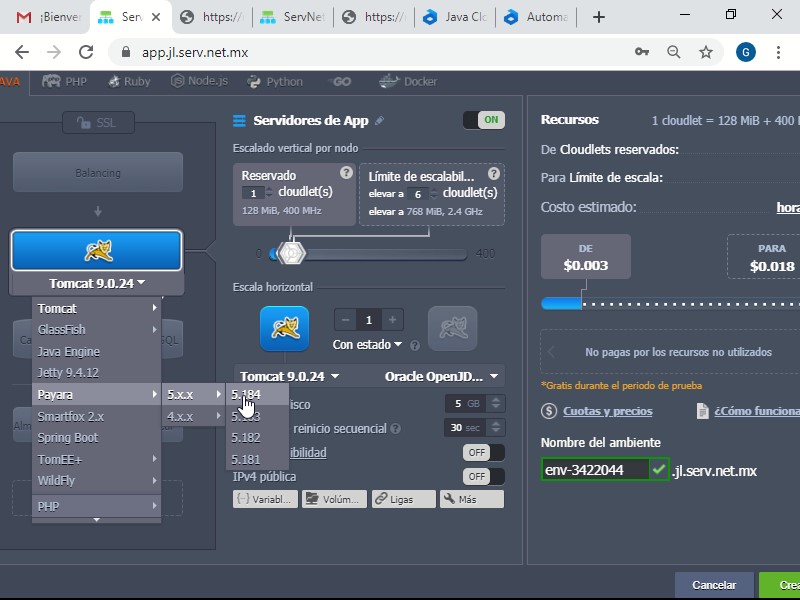 ¡Bienve
Serv
https://
ServNet
https://
Java Clo
Automa
app.jl.serv.net.mx
G
AVA
PHP
Ruby
Node.js
Python
GO
Docker
SSL
Balancing
Tomcat 9.0.24
Tomcat
GlassFish
Java Engine
Jetty 9.4.12
Payara
Smartfox 2.x
Spring Boot
TomEE+
WildFly
PHP
5.x.x
4.x.x
5.184
5.183
5.182
5.181
Servidores de App
ON
Escalado vertical por nodo
Reservado
?
1 cloudlet(s)
128 MiB, 400 MHz
Límite de escalabil...
?
elevar a 6 cloudlet(s)
elevar a 768 MiB, 2.4 GHz
0
400
Escala horizontal
1
Con estado
?
Tomcat 9.0.24
Oracle OpenJD...
isco
5 GB
reinicio secuencial
?
30 sec
ibilidad
OFF
IPv4 pública
OFF
Variabl...
Volúm...
Ligas
Más
Recursos
1 cloudlet = 128 MiB + 400 M
De Cloudlets reservados:
Para Límite de escala:
Costo estimado:
hora
DE
$0.003
PARA
$0.018
No pagas por los recursos no utilizados
*Gratis durante el periodo de prueba
$ Cuotas y precios
¿Cómo funciona
Nombre del ambiente
env-3422044
.jl.serv.net.mx
Cancelar
Crea